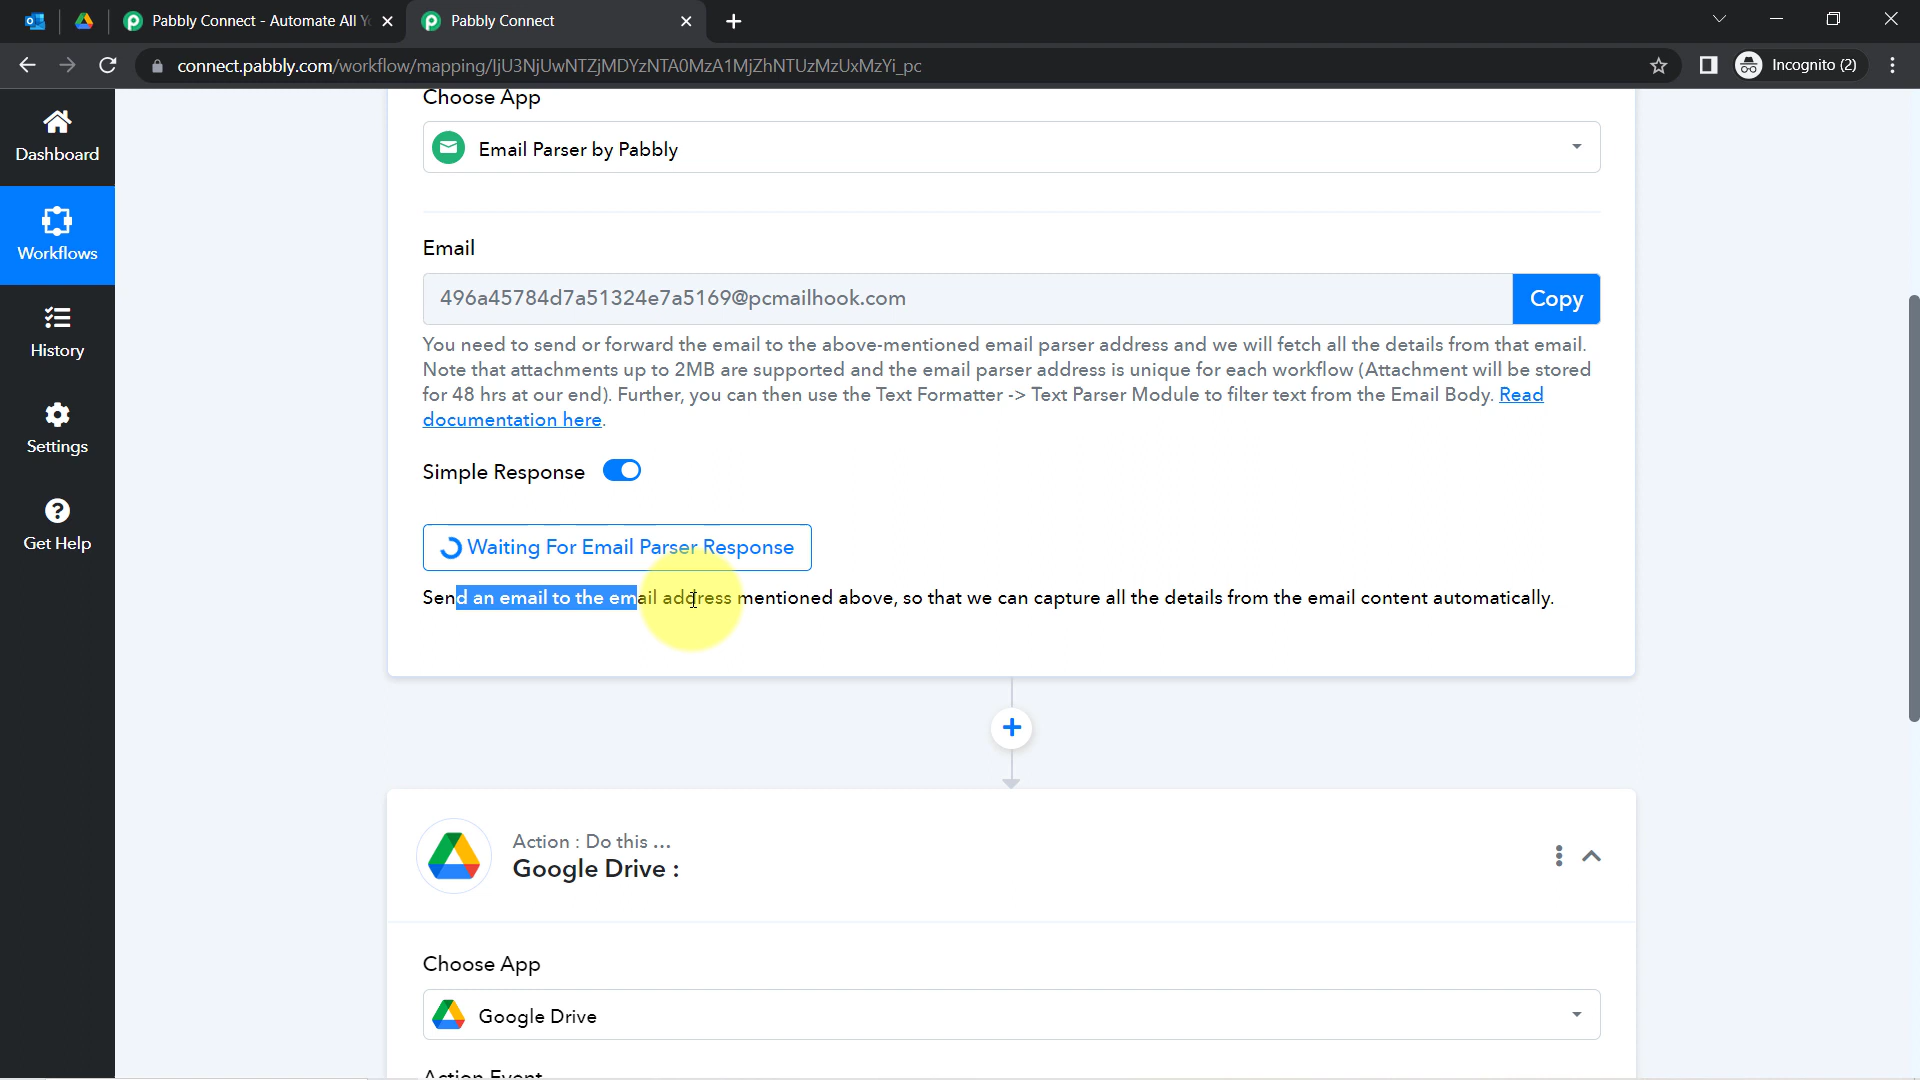 Pabbly Connect - Automate All Y
Pabbly Connect
connect.pabbly.com/workflow/mapping/IjU3NjUwNTZjMDYzNTA0MzA1MjZhNTUzMzUxMzYi_pc
Incognito (2)
Dashboard
Workflows
History
Settings
Get Help
Choose App
Email Parser by Pabbly
Email
496a45784d7a51324e7a5169@pcmailhook.com
Copy
You need to send or forward the email to the above-mentioned email parser address and we will fetch all the details from that email.
Note that attachments up to 2MB are supported and the email parser address is unique for each workflow (Attachment will be stored
for 48 hrs at our end). Further, you can then use the Text Formatter -> Text Parser Module to filter text from the Email Body. Read
documentation here.
Simple Response
Waiting For Email Parser Response
Send an email to the email address mentioned above, so that we can capture all the details from the email content automatically.
Action : Do this ...
Google Drive :
Choose App
Google Drive
Action Event